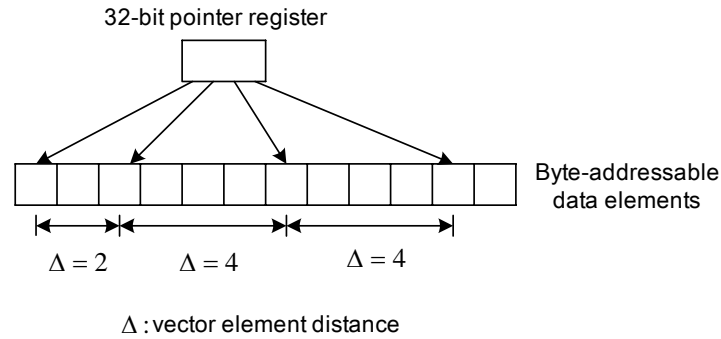 32-bit pointer register
Byte-addressable
data elements
Δ = 2
Δ = 4
Δ = 4
Δ : vector element distance